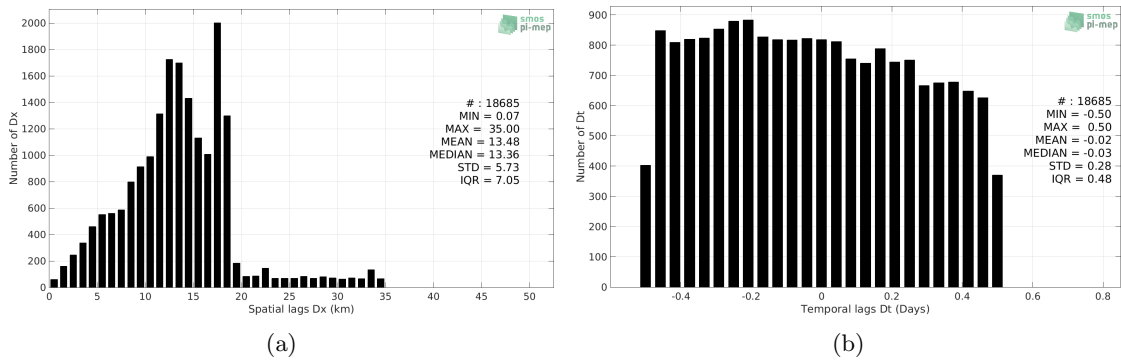 2000
1800
1600
1400
1200
1000
800
600
400
200
0
Number of Dx
smos
pi-mep
# : 18685
MIN = 0.07
MAX = 35.00
MEAN = 13.48
MEDIAN = 13.36
STD = 5.73
IQR = 7.05
0 5 10 15 20 25 30 35 40 45 50
Spatial lags Dx (km)
(a)
900
800
700
600
500
400
300
200
100
0
Number of Dt
smos
pi-mep
# : 18685
MIN = -0.50
MAX = 0.50
MEAN = -0.02
MEDIAN = -0.03
STD = 0.28
IQR = 0.48
-0.4 -0.2 0 0.2 0.4 0.6 0.8
Temporal lags Dt (Days)
(b)